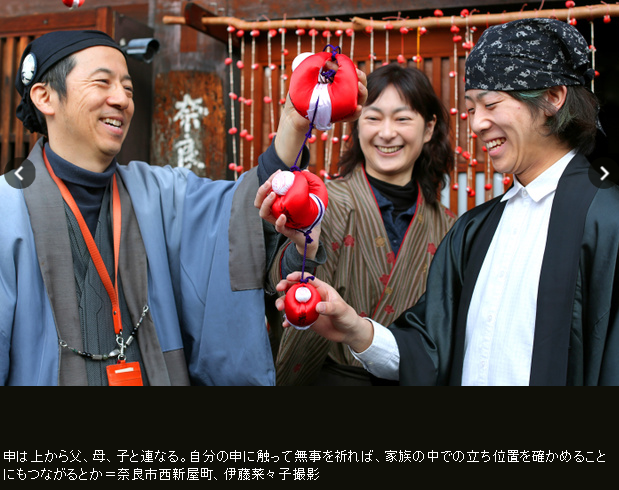 奈良
申は上から父、母、子と連なる。自分の申に触って無事を祈れば、家族の中での立ち位置を確かめること
にもつながるとか＝奈良市西新屋町、伊藤菜々子撮影